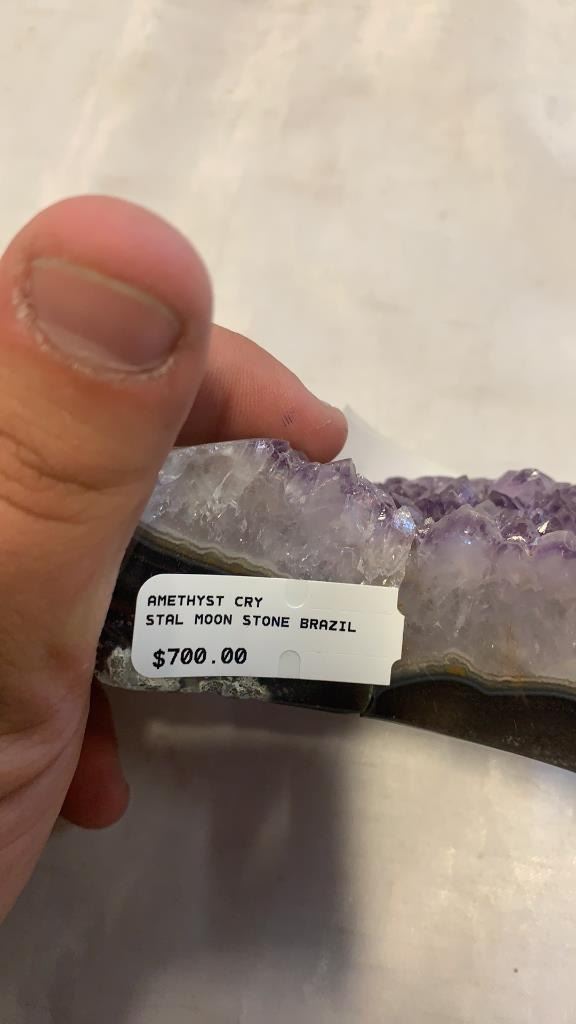 AMETHYST CRY
STAL MOON STONE BRAZIL
$700.00